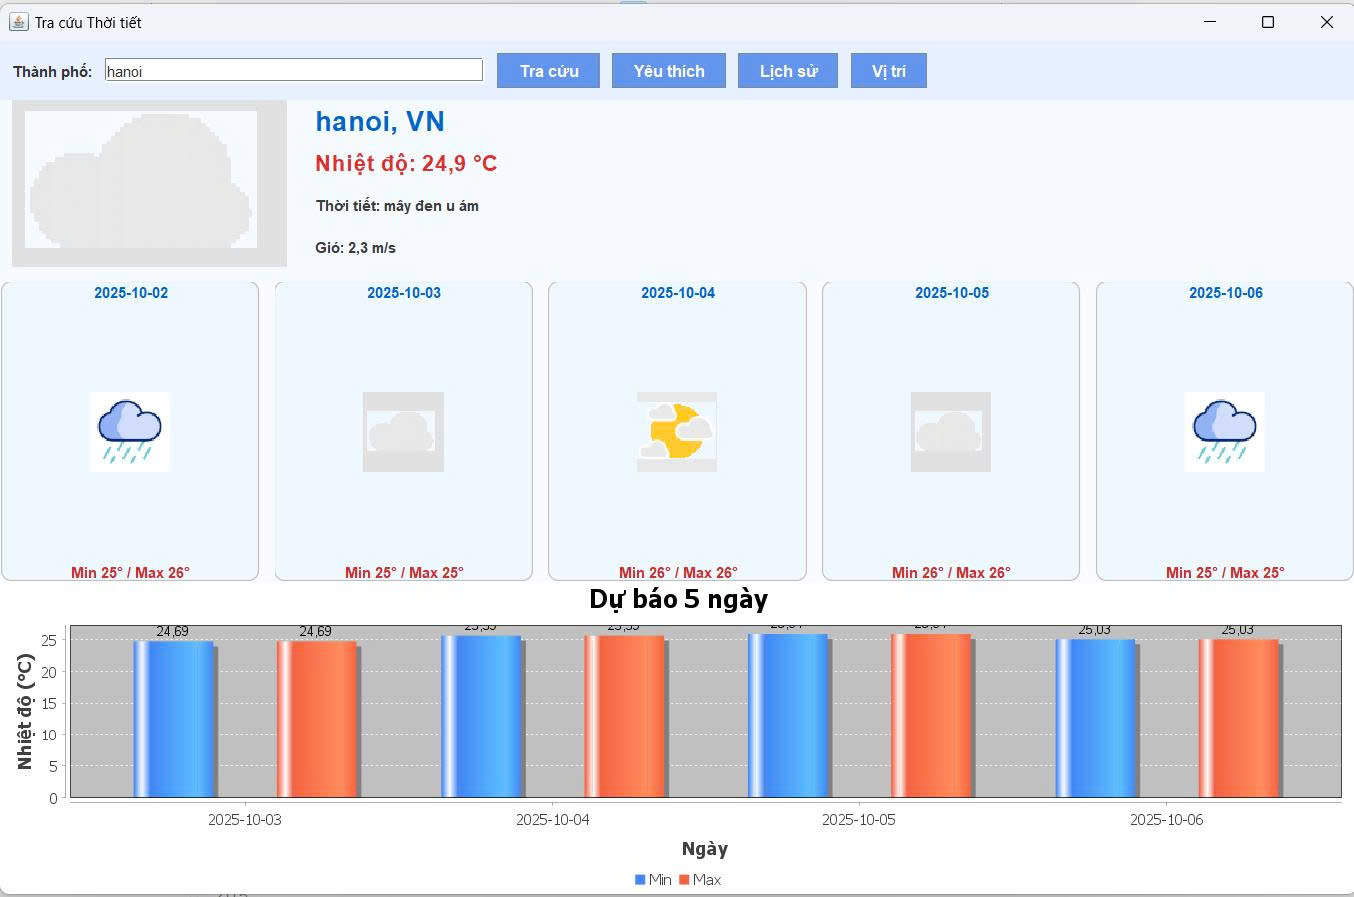 Tra cứu Thời tiết
Thành phố: hanoi Tra cứu Yêu thích Lịch sử Vị trí
hanoi, VN
Nhiệt độ: 24,9 °C
Thời tiết: mây đen u ám
Gió: 2,3 m/s
2025-10-02 2025-10-03 2025-10-04 2025-10-05 2025-10-06
Min 25° / Max 26° Min 25° / Max 25° Min 26° / Max 26° Min 26° / Max 26° Min 25° / Max 25°
Dự báo 5 ngày
24,69 24,69 25,03 25,03
25
20
15
10
5
0
Nhiệt độ (°C)
2025-10-03 2025-10-04 2025-10-05 2025-10-06
Ngày
Min Max